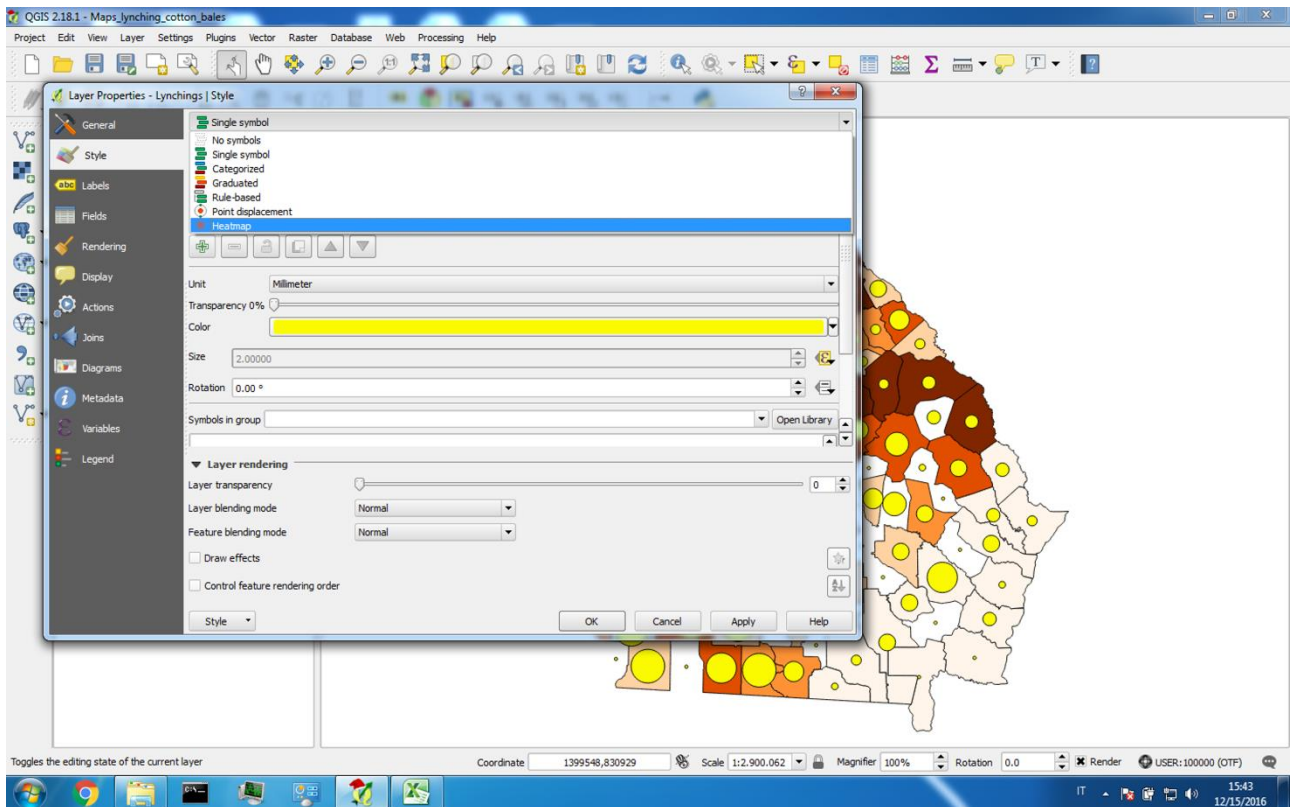 QGIS 2.18.1 - Maps_lynching_cotton_bales
Project Edit View Layer Settings Plugins Vector Raster Database Web Processing Help
Layer Properties - Lynchings | Style
General
Style
Labels
Fields
Rendering
Display
Actions
Joins
Diagrams
Metadata
Variables
Legend
Single symbol
No symbols
Single symbol
Categorized
Graduated
Rule-based
Point displacement
Heatmap
Unit Millimeter
Transparency 0%
Color
Size 2.00000
Rotation 0.00 °
Symbols in group Open Library
Layer rendering
Layer transparency 0
Layer blending mode Normal
Feature blending mode Normal
Draw effects
Control feature rendering order
Style OK Cancel Apply Help
Toggles the editing state of the current layer Coordinate 1399548,830929 Scale 1:2.900.062 Magnifier 100% Rotation 0.0 Render USER:100000 (OTF)
IT 15:43
12/15/2016